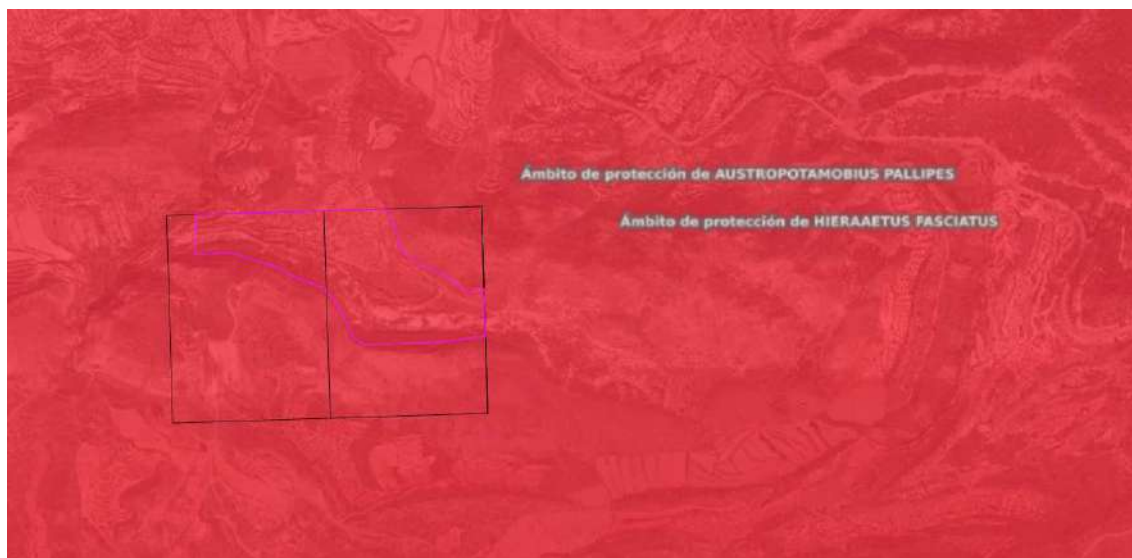 Ámbito de protección de AUSTROPOTAMOBIUS PALLIPES
Ámbito de protección de HIERAAETUS FASCIATUS